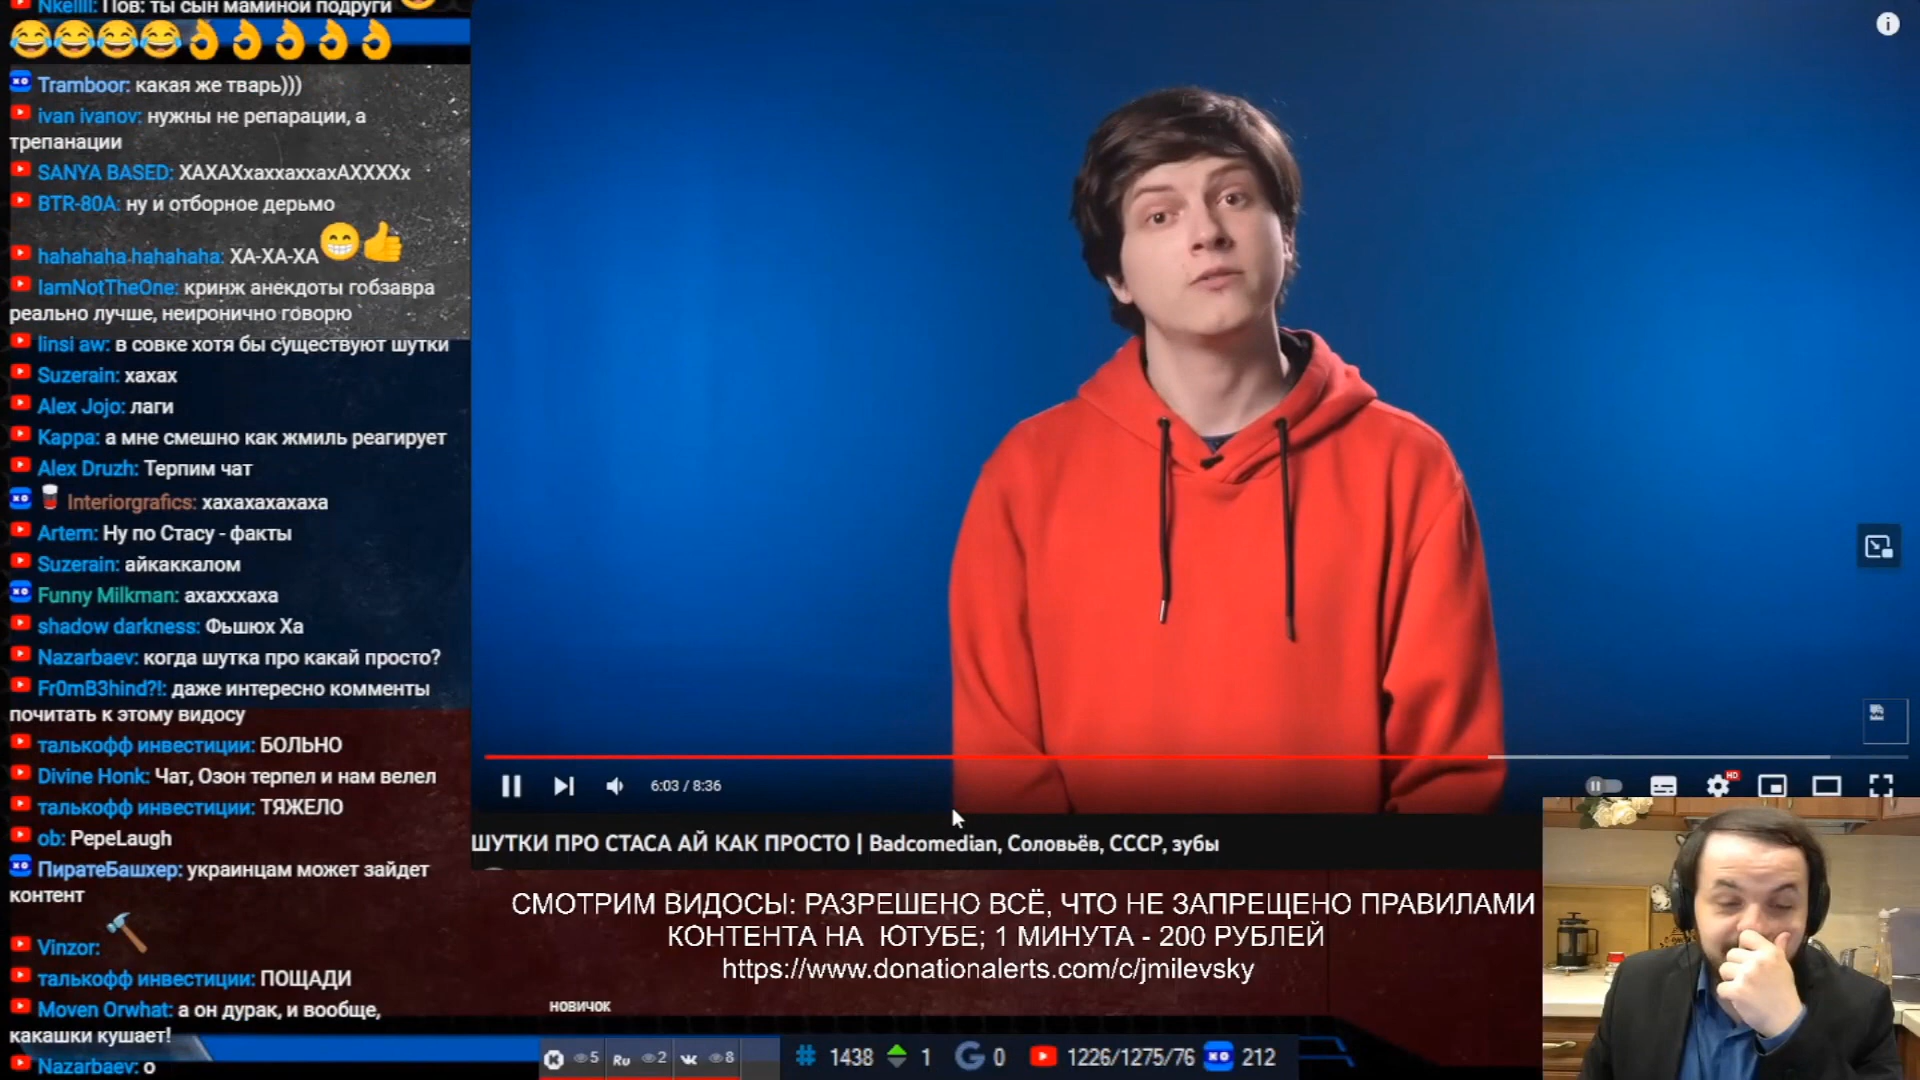 Nkellll: Пов: ты сын маминой подруги
Tramboor: какая же тварь)))
ivan ivanov: нужны не репарации, а
трепанации
SANYA BASED: ХАХАХхаххаххахАХХХХх
BTR-80A: ну и отборное дерьмо
hahahaha hahahaha: ХА-ХА-ХА
IamNotTheOne: кринж анекдоты гобзавра
реально лучше, неиронично говорю
linsi aw: в совке хотя бы существуют шутки
Suzerain: хахах
Alex Jojo: лаги
Kappa: а мне смешно как жмиль реагирует
Alex Druzh: Терпим чат
Interiorgrafics: хахахахахаха
Artem: Ну по Стасу - факты
Suzerain: айкаккалом
Funny Milkman: ахахххаха
shadow darkness: Фьшюх Ха
Nazarbaev: когда шутка про какай просто?
Fr0mB3hind?!: даже интересно комменты
почитать к этому видосу
талькофф инвестиции: БОЛЬНО
Divine Honk: Чат, Озон терпел и нам велел
талькофф инвестиции: ТЯЖЕЛО
ob: PepeLaugh
ПиратеБашхер: украинцам может зайдет
контент
Vinzor:
талькофф инвестиции: ПОЩАДИ
Moven Orwhat: а он дурак, и вообще,
какашки кушает!
Nazarbaev: о
6:03 / 8:36
HD
ШУТКИ ПРО СТАСА АЙ КАК ПРОСТО | Badcomedian, Соловьёв, СССР, зубы
СМОТРИМ ВИДОСЫ: РАЗРЕШЕНО ВСЁ, ЧТО НЕ ЗАПРЕЩЕНО ПРАВИЛАМИ
КОНТЕНТА НА ЮТУБЕ; 1 МИНУТА - 200 РУБЛЕЙ
https://www.donationalerts.com/c/jmilevsky
новичок
5 Ru 2 8 # 1438 1 G 0 1226/1275/76 XO 212